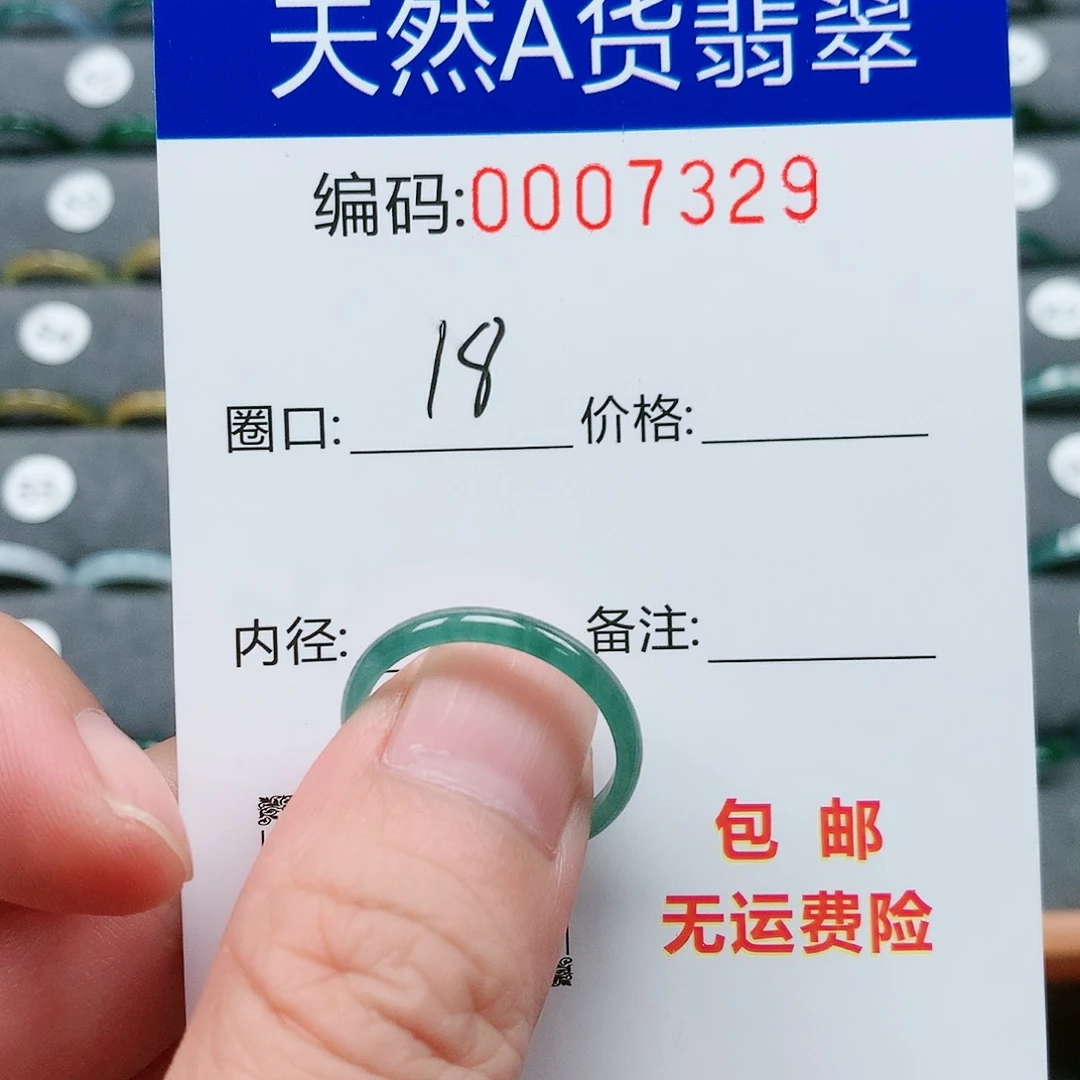 天然A货翡翠
编码:0007329
圈口: 18 价格:
内径: 备注:
包 邮
无运费险